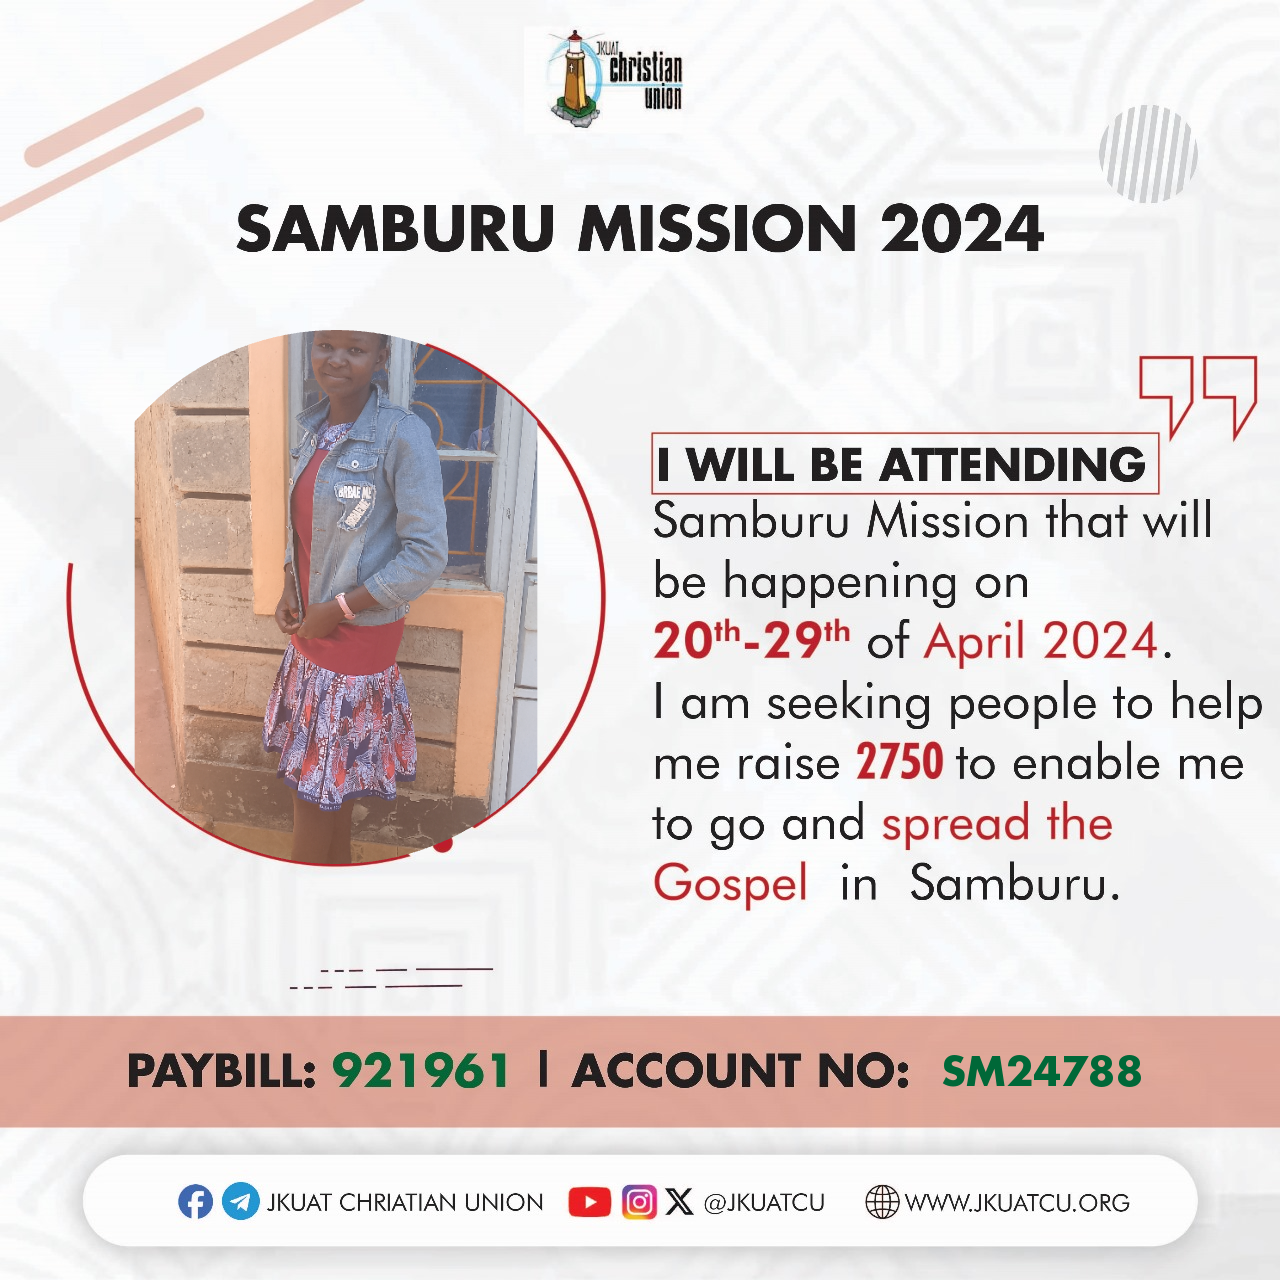 JKUAT
christian
union
SAMBURU MISSION 2024
I WILL BE ATTENDING
Samburu Mission that will
be happening on
20th-29th of April 2024.
I am seeking people to help
me raise 2750 to enable me
to go and spread the
Gospel in Samburu.
PAYBILL: 921961 | ACCOUNT NO: SM24788
JKUAT CHRIATIAN UNION @JKUATCU WWW.JKUATCU.ORG